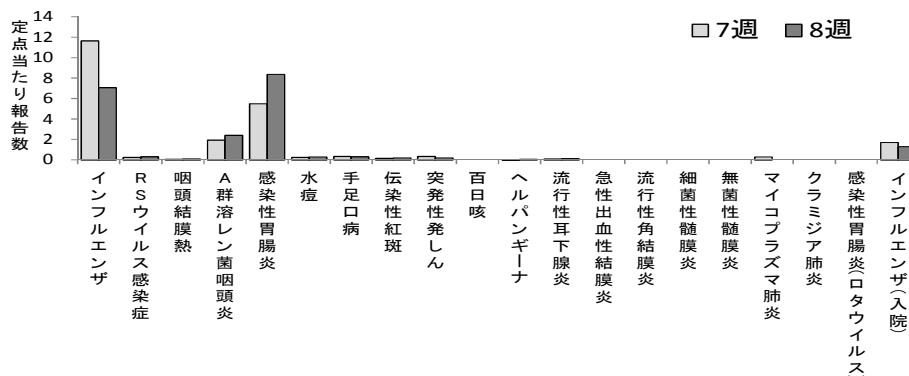 定点当たり報告数
14
12
10
8
6
4
2
0
7週
8週
インフルエンザ
RSウイルス感染症
咽頭結膜熱
A群溶レン菌咽頭炎
感染性胃腸炎
水痘
手足口病
伝染性紅斑
突発性発しん
百日咳
ヘルパンギーナ
流行性耳下腺炎
急性出血性結膜炎
流行性角結膜炎
細菌性髄膜炎
無菌性髄膜炎
マイコプラズマ肺炎
クラミジア肺炎
感染性胃腸炎(ロタウイルス
インフルエンザ(入院)